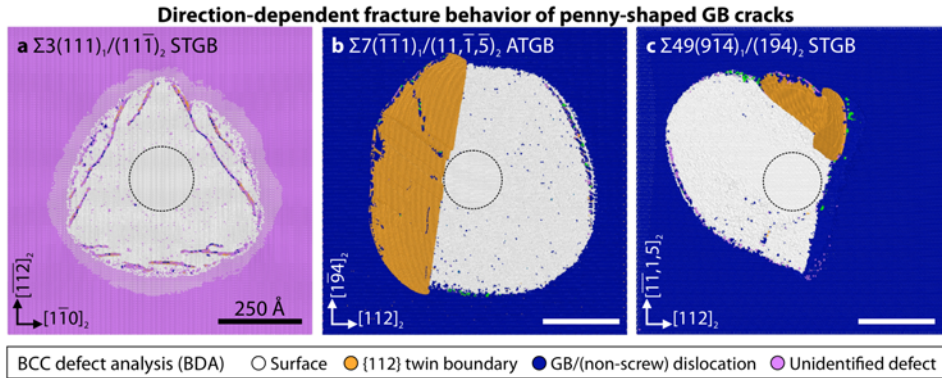 Direction-dependent fracture behavior of penny-shaped GB cracks
a Σ3(111)₁/(111̅)₂ STGB
b Σ7(1̅1̅1)₁/(11,1̅,5̅)₂ ATGB
c Σ49(91̅4̅)₁/(19̅4)₂ STGB
[1̅1̅2]₂
[11̅0]₂
250 Å
[19̅4]₂
[112]₂
[1̅1̅,1,5]₂
[112]₂
BCC defect analysis (BDA) Surface {112} twin boundary GB/(non-screw) dislocation Unidentified defect